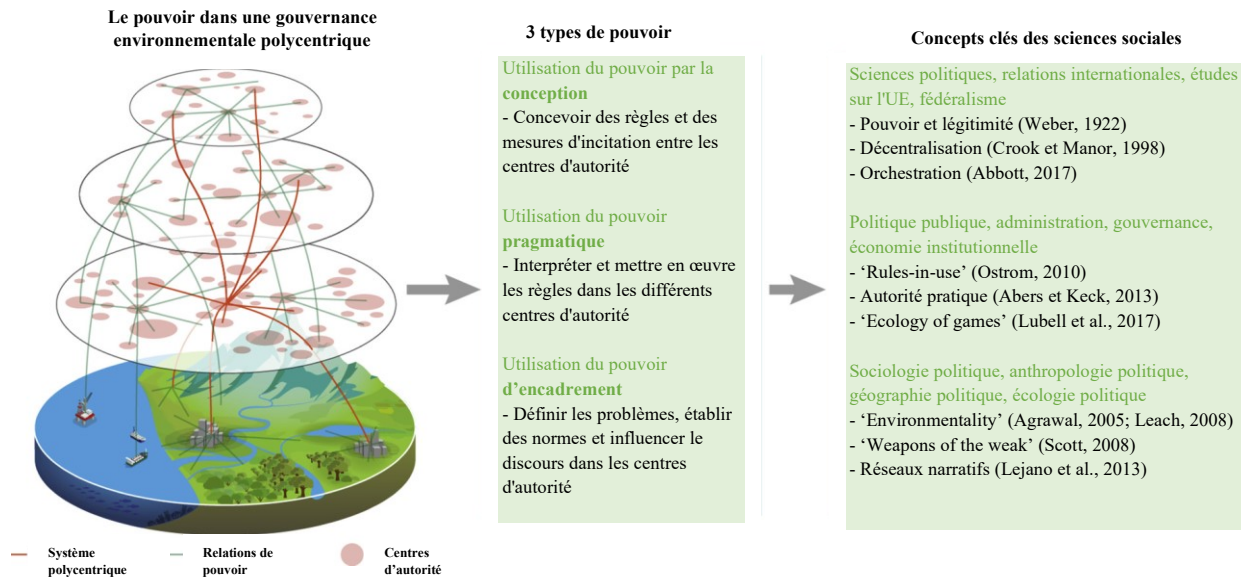 Le pouvoir dans une gouvernance
environnementale polycentrique
Système
polycentrique
Relations de
pouvoir
Centres
d'autorité
3 types de pouvoir
Utilisation du pouvoir par la
conception
- Concevoir des règles et des
mesures d'incitation entre les
centres d'autorité
Utilisation du pouvoir
pragmatique
- Interpréter et mettre en œuvre
les règles dans les différents
centres d'autorité
Utilisation du pouvoir
d’encadrement
- Définir les problèmes, établir
des normes et influencer le
discours dans les centres
d'autorité
Concepts clés des sciences sociales
Sciences politiques, relations internationales, études
sur l'UE, fédéralisme
- Pouvoir et légitimité (Weber, 1922)
- Décentralisation (Crook et Manor, 1998)
- Orchestration (Abbott, 2017)
Politique publique, administration, gouvernance,
économie institutionnelle
- ‘Rules-in-use’ (Ostrom, 2010)
- Autorité pratique (Abers et Keck, 2013)
- ‘Ecology of games’ (Lubell et al., 2017)
Sociologie politique, anthropologie politique,
géographie politique, écologie politique
- ‘Environmentality’ (Agrawal, 2005; Leach, 2008)
- ‘Weapons of the weak’ (Scott, 2008)
- Réseaux narratifs (Lejano et al., 2013)